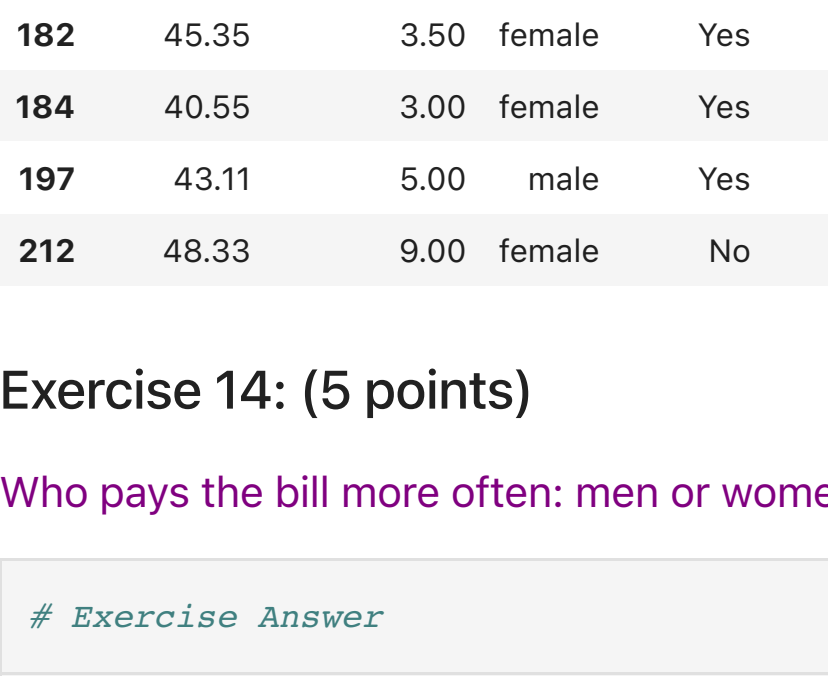 182 45.35 3.50 female Yes
184 40.55 3.00 female Yes
197 43.11 5.00 male Yes
212 48.33 9.00 female No
Exercise 14: (5 points)
Who pays the bill more often: men or wome
# Exercise Answer